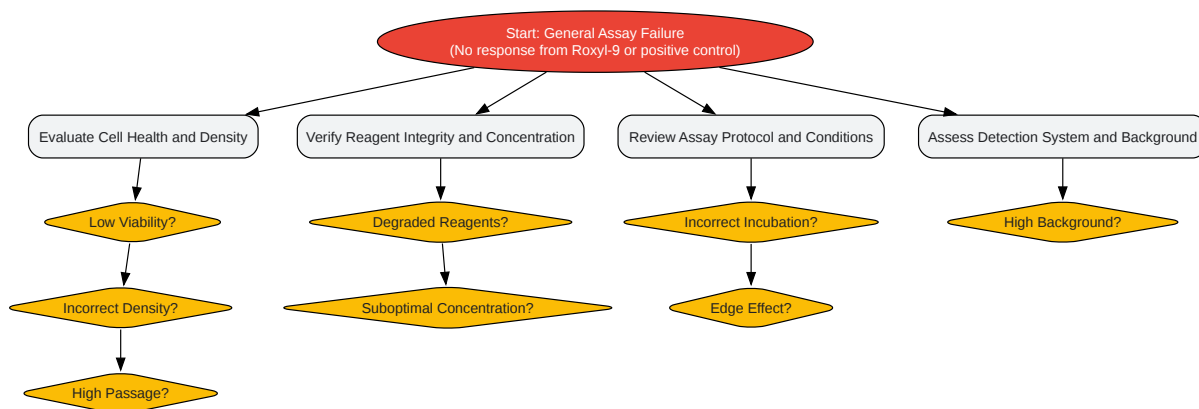 Start: General Assay Failure
(No response from Roxyl-9 or positive control)
Evaluate Cell Health and Density
Verify Reagent Integrity and Concentration
Review Assay Protocol and Conditions
Assess Detection System and Background
Low Viability?
Degraded Reagents?
Incorrect Incubation?
High Background?
Incorrect Density?
Suboptimal Concentration?
Edge Effect?
High Passage?